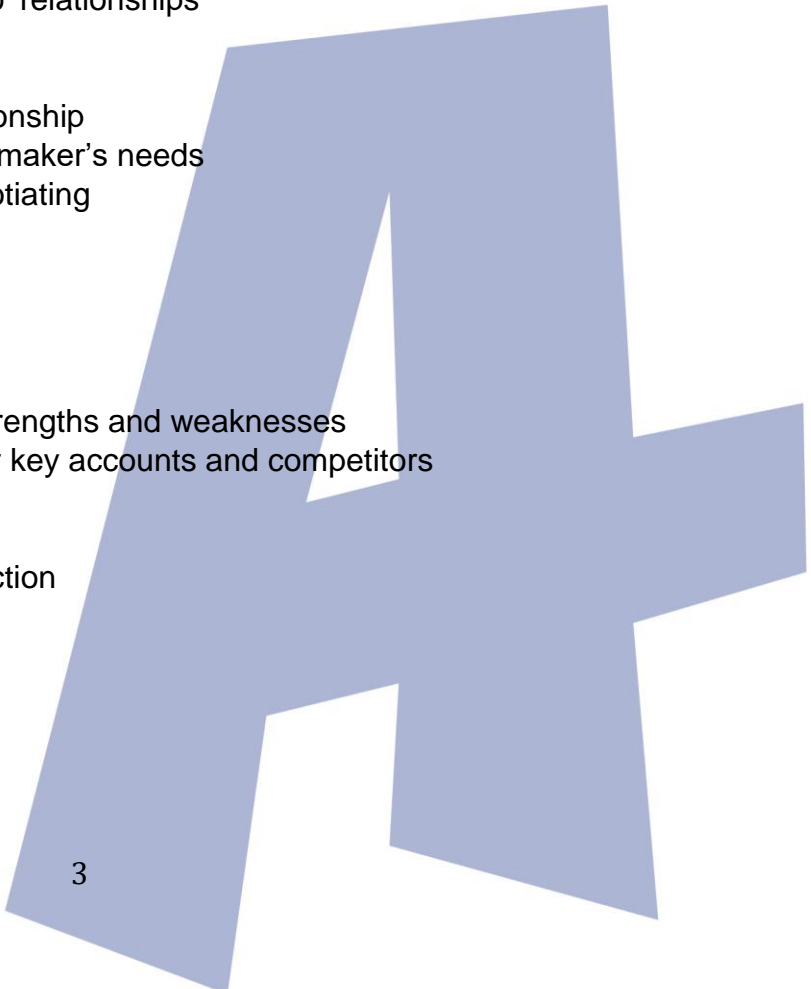 relationships
onship
maker's needs
otiating
rengths and weaknesses
key accounts and competitors
ction
3